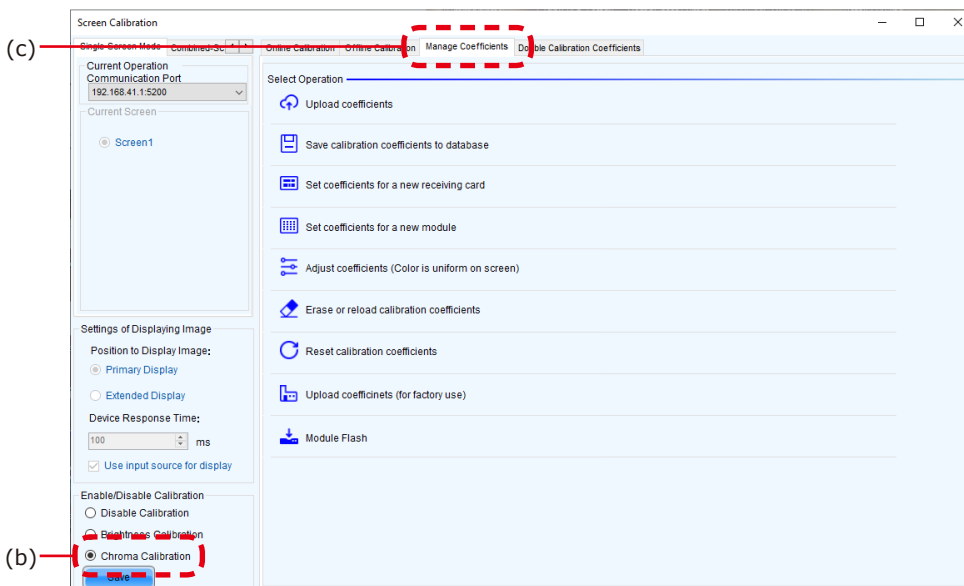 Screen Calibration
(c)
Single-Screen Mode Combined-Sc
Online Calibration Offline Calibration Manage Coefficients Double Calibration Coefficients
Current Operation
Communication Port
192.168.41.1:5200
Current Screen
Screen1
Select Operation
Upload coefficients
Save calibration coefficients to database
Set coefficients for a new receiving card
Set coefficients for a new module
Adjust coefficients (Color is uniform on screen)
Erase or reload calibration coefficients
Reset calibration coefficients
Upload coefficinets (for factory use)
Module Flash
Settings of Displaying Image
Position to Display Image:
Primary Display
Extended Display
Device Response Time:
100 ms
Use input source for display
Enable/Disable Calibration
Disable Calibration
Brightness Calibration
(b)
Chroma Calibration
Save